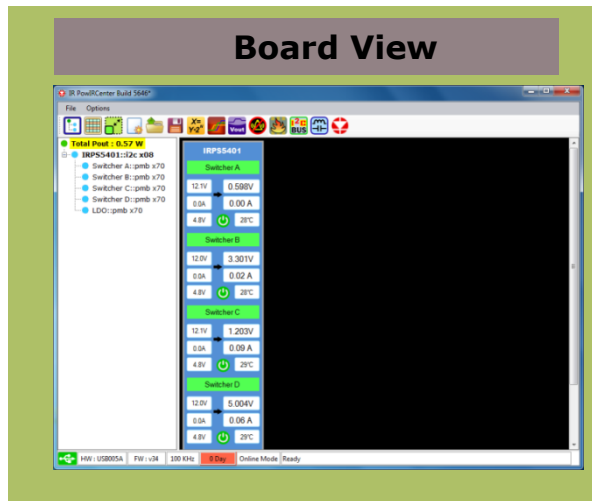 Board View
IR PowIRCenter Build 5646*
File Options
X=
Y-Z°
Vout
I²C
BUS
Total Pout : 0.57 W
IRPS5401::i2c x08
Switcher A::pmb x70
Switcher B::pmb x70
Switcher C::pmb x70
Switcher D::pmb x70
LDO::pmb x70
IRPS5401
Switcher A
12.1V 0.598V
0.0A 0.00 A
4.8V 28°C
Switcher B
12.0V 3.301V
0.0A 0.02 A
4.8V 28°C
Switcher C
12.1V 1.203V
0.0A 0.09 A
4.8V 29°C
Switcher D
12.0V 5.004V
0.0A 0.06 A
4.8V 29°C
HW : USB005A FW : v34 100 KHz 0 Day Online Mode Ready